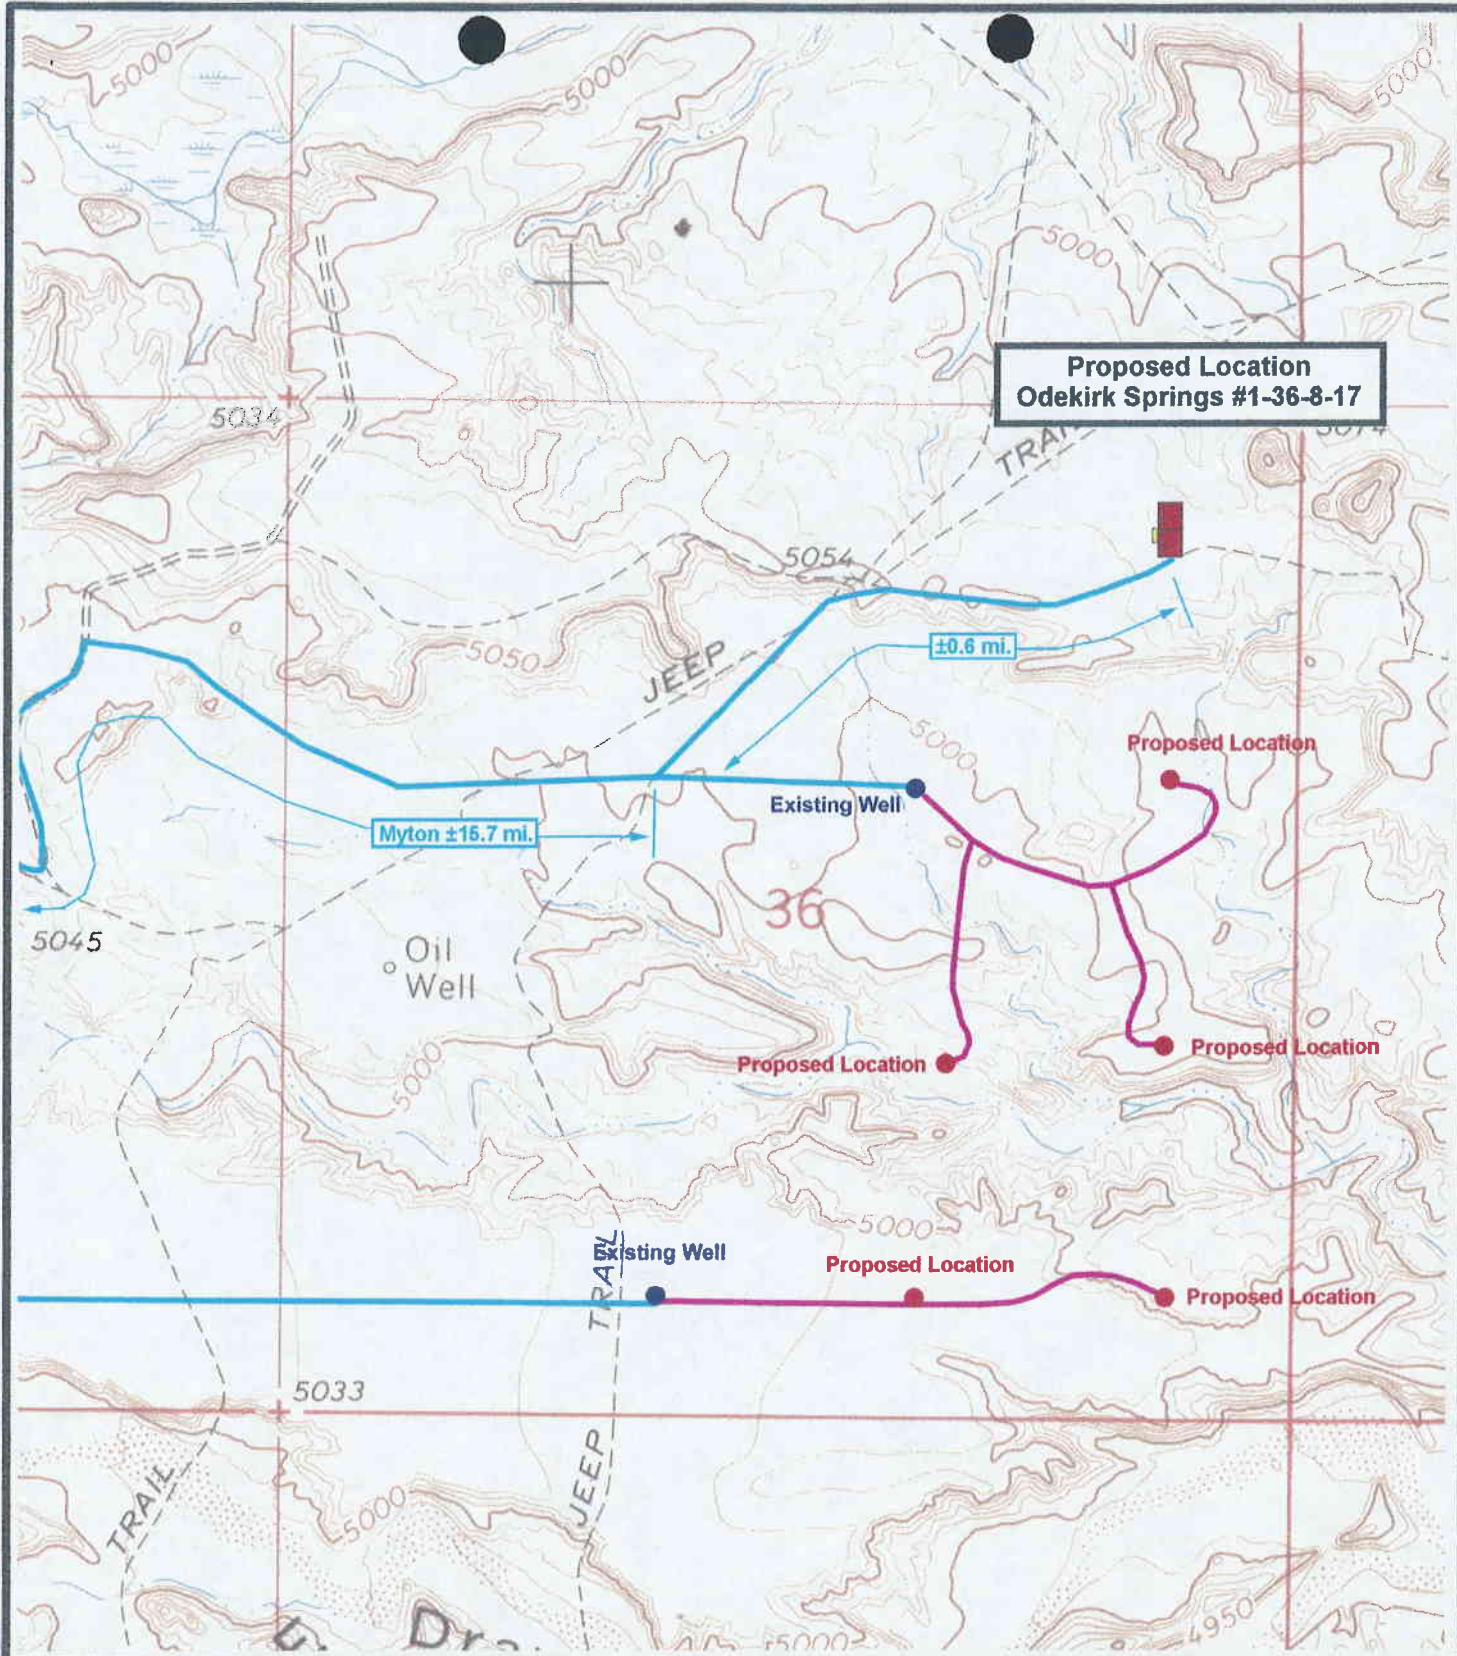 5000
5000
5000
5000
Proposed Location
Odekirk Springs #1-36-8-17
5034
TRAIL
5054
5050
JEEP
±0.6 mi.
5000
Proposed Location
Existing Well
Myton ±15.7 mi.
36
5045
Oil
Well
5000
Proposed Location
Proposed Location
5000
Existing Well
TRAIL
Proposed Location
Proposed Location
5033
JEEP
TRAIL
5000
5000
4950